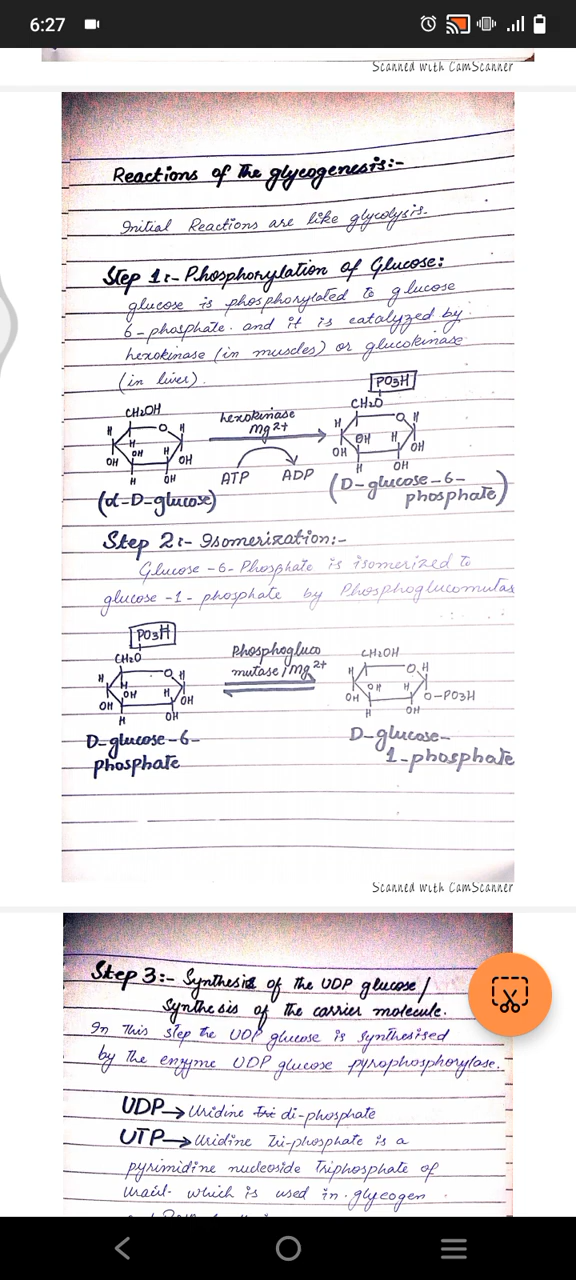 6:27
Scanned with CamScanner
Reactions of the glycogenesis:-
Initial Reactions are like glycolysis.
Step 1:- Phosphorylation of Glucose:
glucose is phosphorylated to glucose
6-phosphate. and it is catalyzed by
hexokinase (in muscles) or glucokinase
(in liver).
PO3H
CH2OH
hexokinase
CH2O
Mg2+
H O H
H O H
H
OH H
OH H
OH OH
OH OH
H OH
H OH
ATP ADP
(α-D-glucose)
(D-glucose-6-
phosphate)
Step 2:- Isomerization:-
Glucose-6-Phosphate is isomerized to
glucose-1-phosphate by Phosphoglucomutas
PO3H
CH2O
Phosphogluco
mutase, Mg2+
CH2OH
H O H
H O H
H
OH H
OH H
OH OH
OH O-PO3H
H OH
H OH
D-glucose-6-
phosphate
D-glucose-
1-phosphate
Scanned with CamScanner
Step 3:- Synthesis of the UDP glucose/
Synthesis of the carrier molecule.
In this step the UDP glucose is synthesised
by the enzyme UDP glucose pyrophosphorylase.
UDP→Uridine di-phosphate
UTP→Uridine Tri-phosphate is a
pyrimidine nucleoside triphosphate of
which is used in glycogen